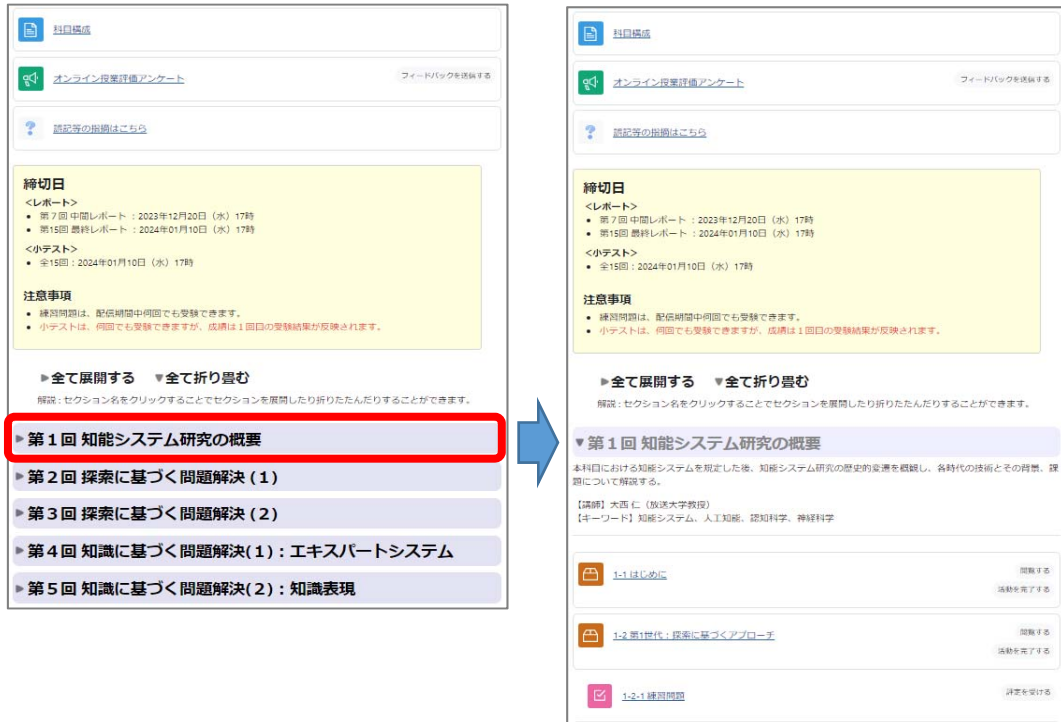 科目構成
オンライン授業評価アンケート
フィードバックを送信する
誤記等の指摘はこちら
締切日
<レポート>
• 第7回 中間レポート ：2023年12月20日（水）17時
• 第15回 最終レポート ：2024年01月10日（水）17時
<小テスト>
• 全15回：2024年01月10日（水）17時
注意事項
• 練習問題は、配信期間中何回でも受験できます。
• 小テストは、何回でも受験できますが、成績は１回目の受験結果が反映されます。
▶全て展開する ▼全て折り畳む
解説：セクション名をクリックすることでセクションを展開したり折りたたんだりすることができます。
▶第１回 知能システム研究の概要
▶第２回 探索に基づく問題解決 (1)
▶第３回 探索に基づく問題解決 (2)
▶第４回 知識に基づく問題解決(1)：エキスパートシステム
▶第５回 知識に基づく問題解決(2)：知識表現
科目構成
オンライン授業評価アンケート
フィードバックを送信する
誤記等の指摘はこちら
締切日
<レポート>
• 第7回 中間レポート ：2023年12月20日（水）17時
• 第15回 最終レポート ：2024年01月10日（水）17時
<小テスト>
• 全15回：2024年01月10日（水）17時
注意事項
• 練習問題は、配信期間中何回でも受験できます。
• 小テストは、何回でも受験できますが、成績は１回目の受験結果が反映されます。
▶全て展開する ▼全て折り畳む
解説：セクション名をクリックすることでセクションを展開したり折りたたんだりすることができます。
▼第１回 知能システム研究の概要
本科目における知能システムを規定した後、知能システム研究の歴史的変遷を概観し、各時代の技術とその背景、課
題について解説する。
【講師】大西 仁（放送大学教授）
【キーワード】知能システム、人工知能、認知科学、神経科学
1-1 はじめに
閲覧する
活動を完了する
1-2 第1世代：探索に基づくアプローチ
閲覧する
活動を完了する
1-2-1 練習問題
評定を受ける